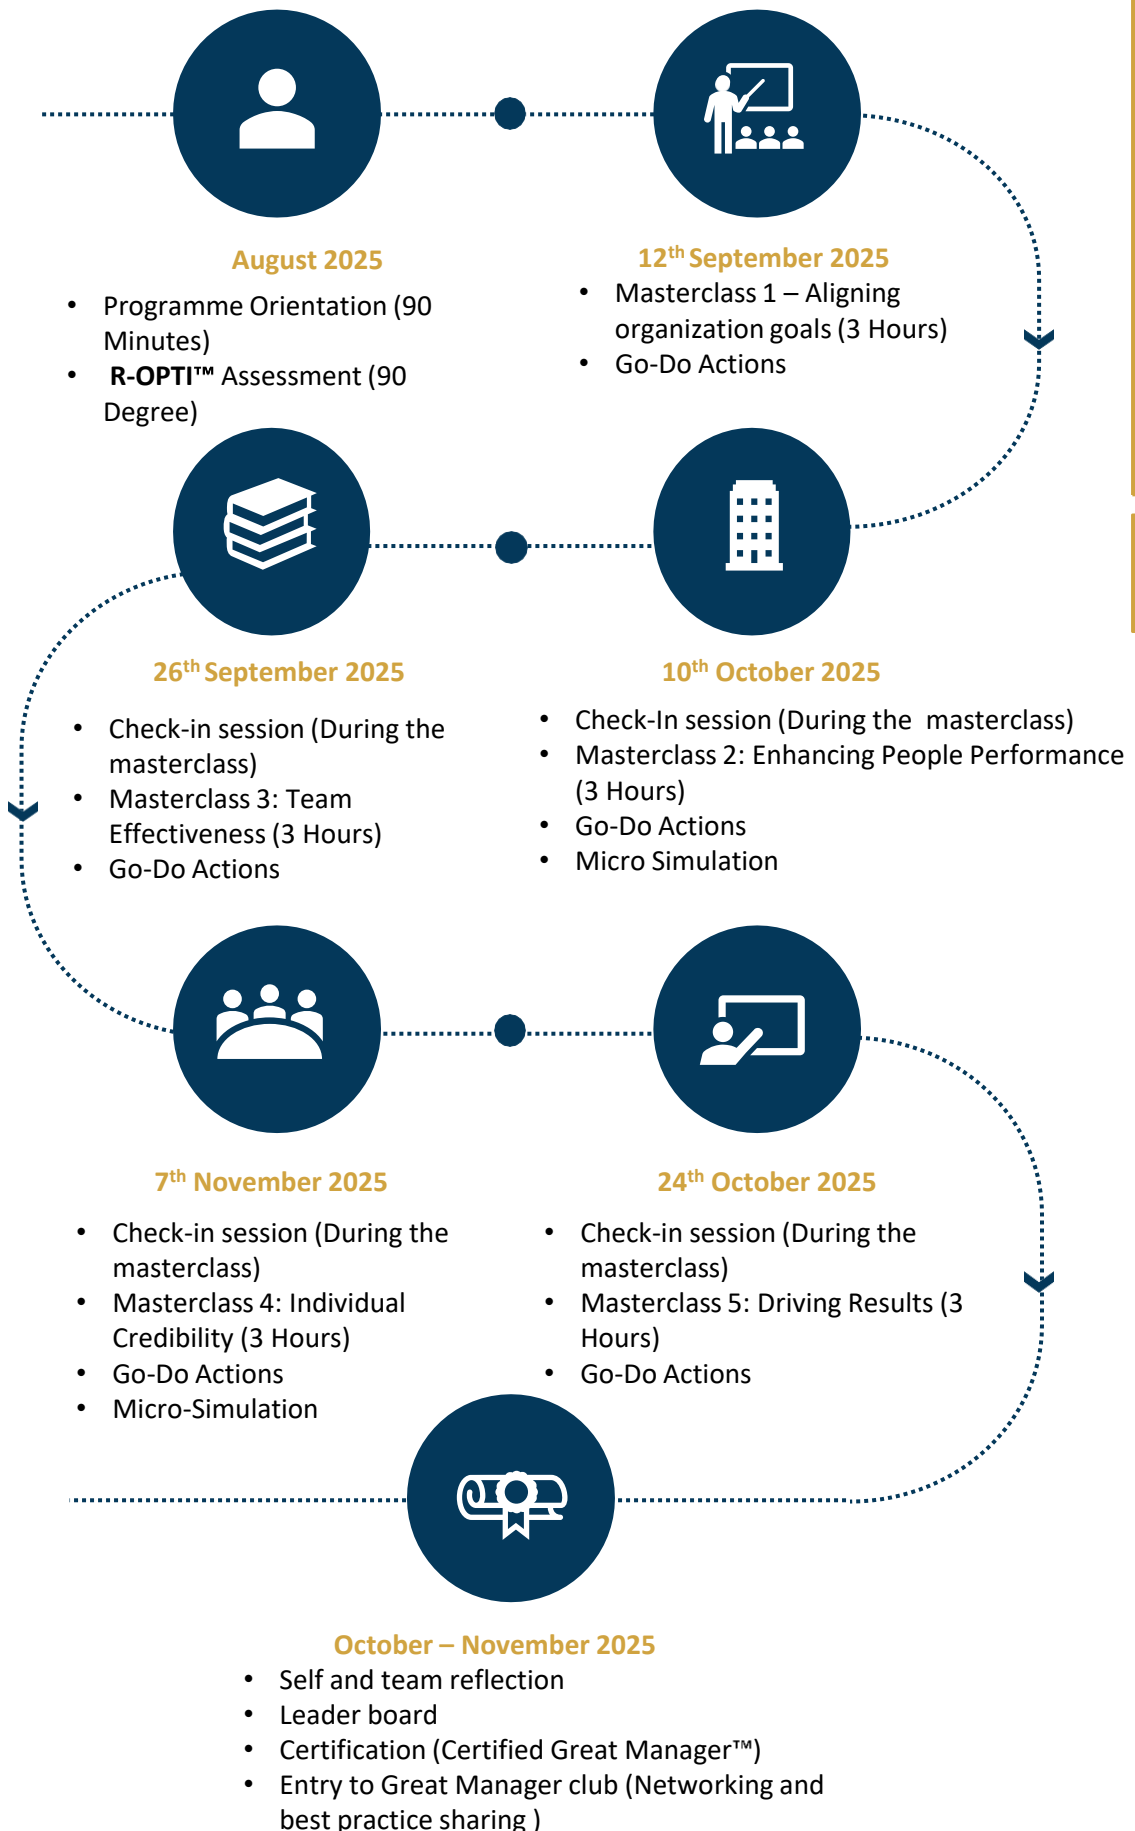 August 2025
• Programme Orientation (90
Minutes)
• R-OPTI™ Assessment (90
Degree)
12th September 2025
• Masterclass 1 – Aligning
organization goals (3 Hours)
• Go-Do Actions
26th September 2025
• Check-in session (During the
masterclass)
• Masterclass 3: Team
Effectiveness (3 Hours)
• Go-Do Actions
10th October 2025
• Check-In session (During the masterclass)
• Masterclass 2: Enhancing People Performance
(3 Hours)
• Go-Do Actions
• Micro Simulation
7th November 2025
• Check-in session (During the
masterclass)
• Masterclass 4: Individual
Credibility (3 Hours)
• Go-Do Actions
• Micro-Simulation
24th October 2025
• Check-in session (During the
masterclass)
• Masterclass 5: Driving Results (3
Hours)
• Go-Do Actions
October – November 2025
• Self and team reflection
• Leader board
• Certification (Certified Great Manager™)
• Entry to Great Manager club (Networking and
best practice sharing )